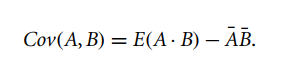 Cov(A, B) = E(A · B) − ĀB̄.